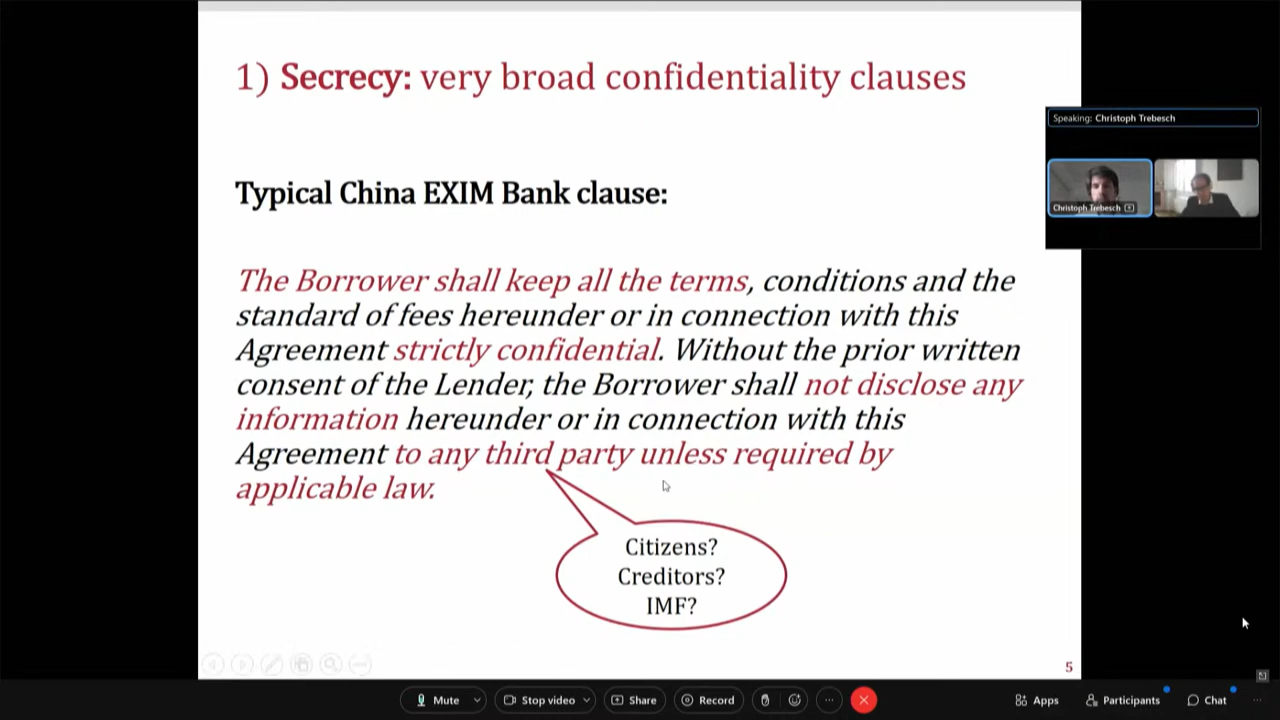 1) Secrecy: very broad confidentiality clauses
Typical China EXIM Bank clause:
The Borrower shall keep all the terms, conditions and the
standard of fees hereunder or in connection with this
Agreement strictly confidential. Without the prior written
consent of the Lender, the Borrower shall not disclose any
information hereunder or in connection with this
Agreement to any third party unless required by
applicable law.
Citizens?
Creditors?
IMF?
5
Speaking: Christoph Trebesch
Christoph Trebesch
Mute
Stop video
Share
Record
Apps
Participants
Chat